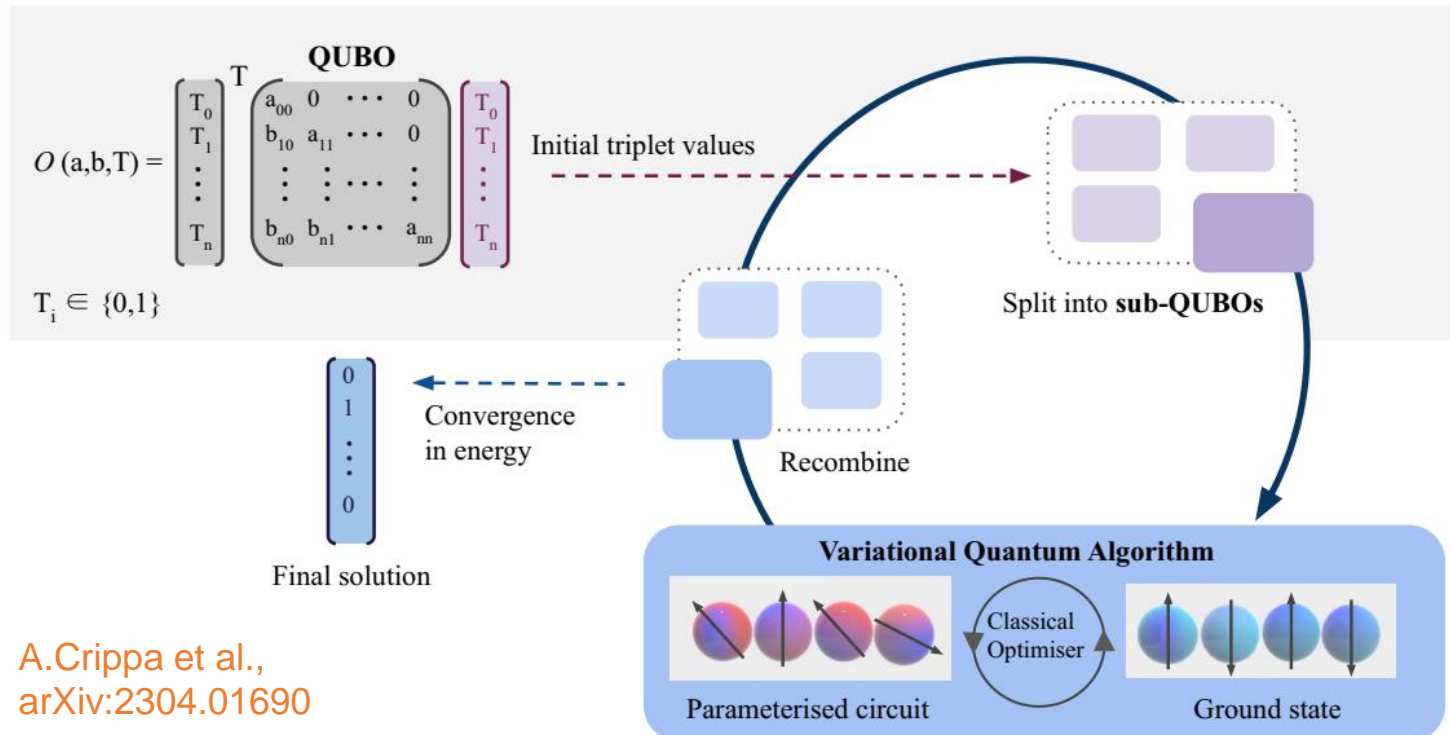 QUBO
O (a,b,T) =
T
T₀
T₁
⋮
Tₙ
a₀₀ 0 ··· 0
b₁₀ a₁₁ ··· 0
⋮ ⋮ ··· ⋮
bₙ₀ bₙ₁ ··· aₙₙ
T₀
T₁
⋮
Tₙ
Tᵢ ∈ {0,1}
Initial triplet values
Split into sub-QUBOs
Recombine
Convergence
in energy
0
1
⋮
0
Final solution
Variational Quantum Algorithm
Classical
Optimiser
Parameterised circuit
Ground state
A.Crippa et al.,
arXiv:2304.01690